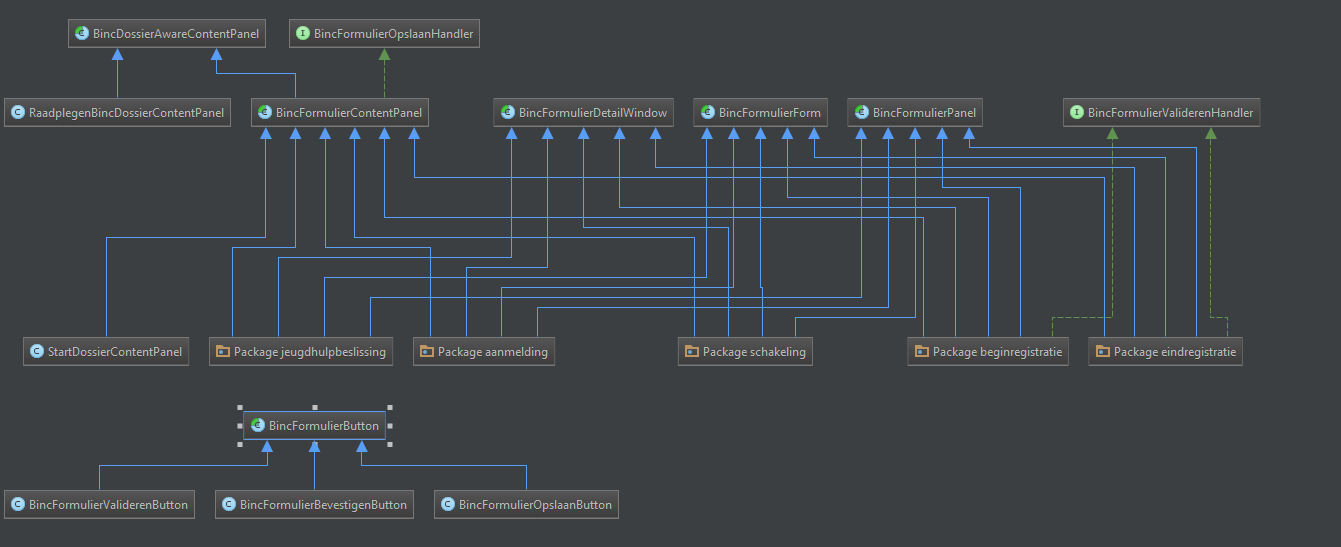 BincDossierAwareContentPanel
BincFormulierOpslaanHandler
RaadplegenBincDossierContentPanel
BincFormulierContentPanel
BincFormulierDetailWindow
BincFormulierForm
BincFormulierPanel
BincFormulierValiderenHandler
StartDossierContentPanel
Package jeugdhulpbeslissing
Package aanmelding
Package schakeling
Package beginregistratie
Package eindregistratie
BincFormulierButton
BincFormulierValiderenButton
BincFormulierBevestigenButton
BincFormulierOpslaanButton